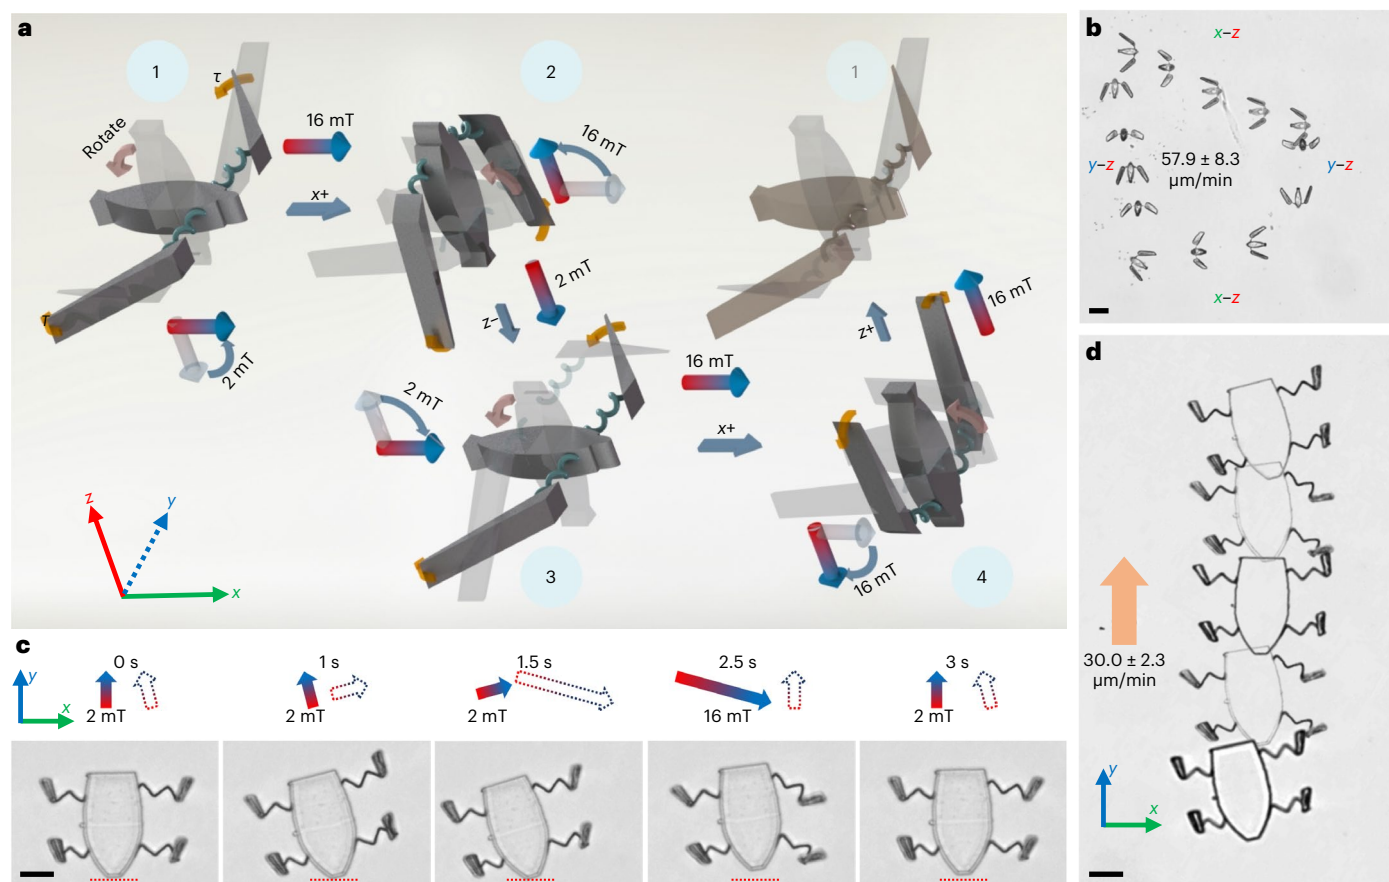 a
1
2
1
τ
Rotate
16 mT
16 mT
x+
τ
2 mT
2 mT
z−
2 mT
16 mT
x+
z+
16 mT
16 mT
z
y
x
3
4
b
x–z
y–z
57.9 ± 8.3
μm/min
y–z
x–z
c
0 s
1 s
1.5 s
2.5 s
3 s
y
x
2 mT
2 mT
2 mT
16 mT
2 mT
d
30.0 ± 2.3
μm/min
y
x